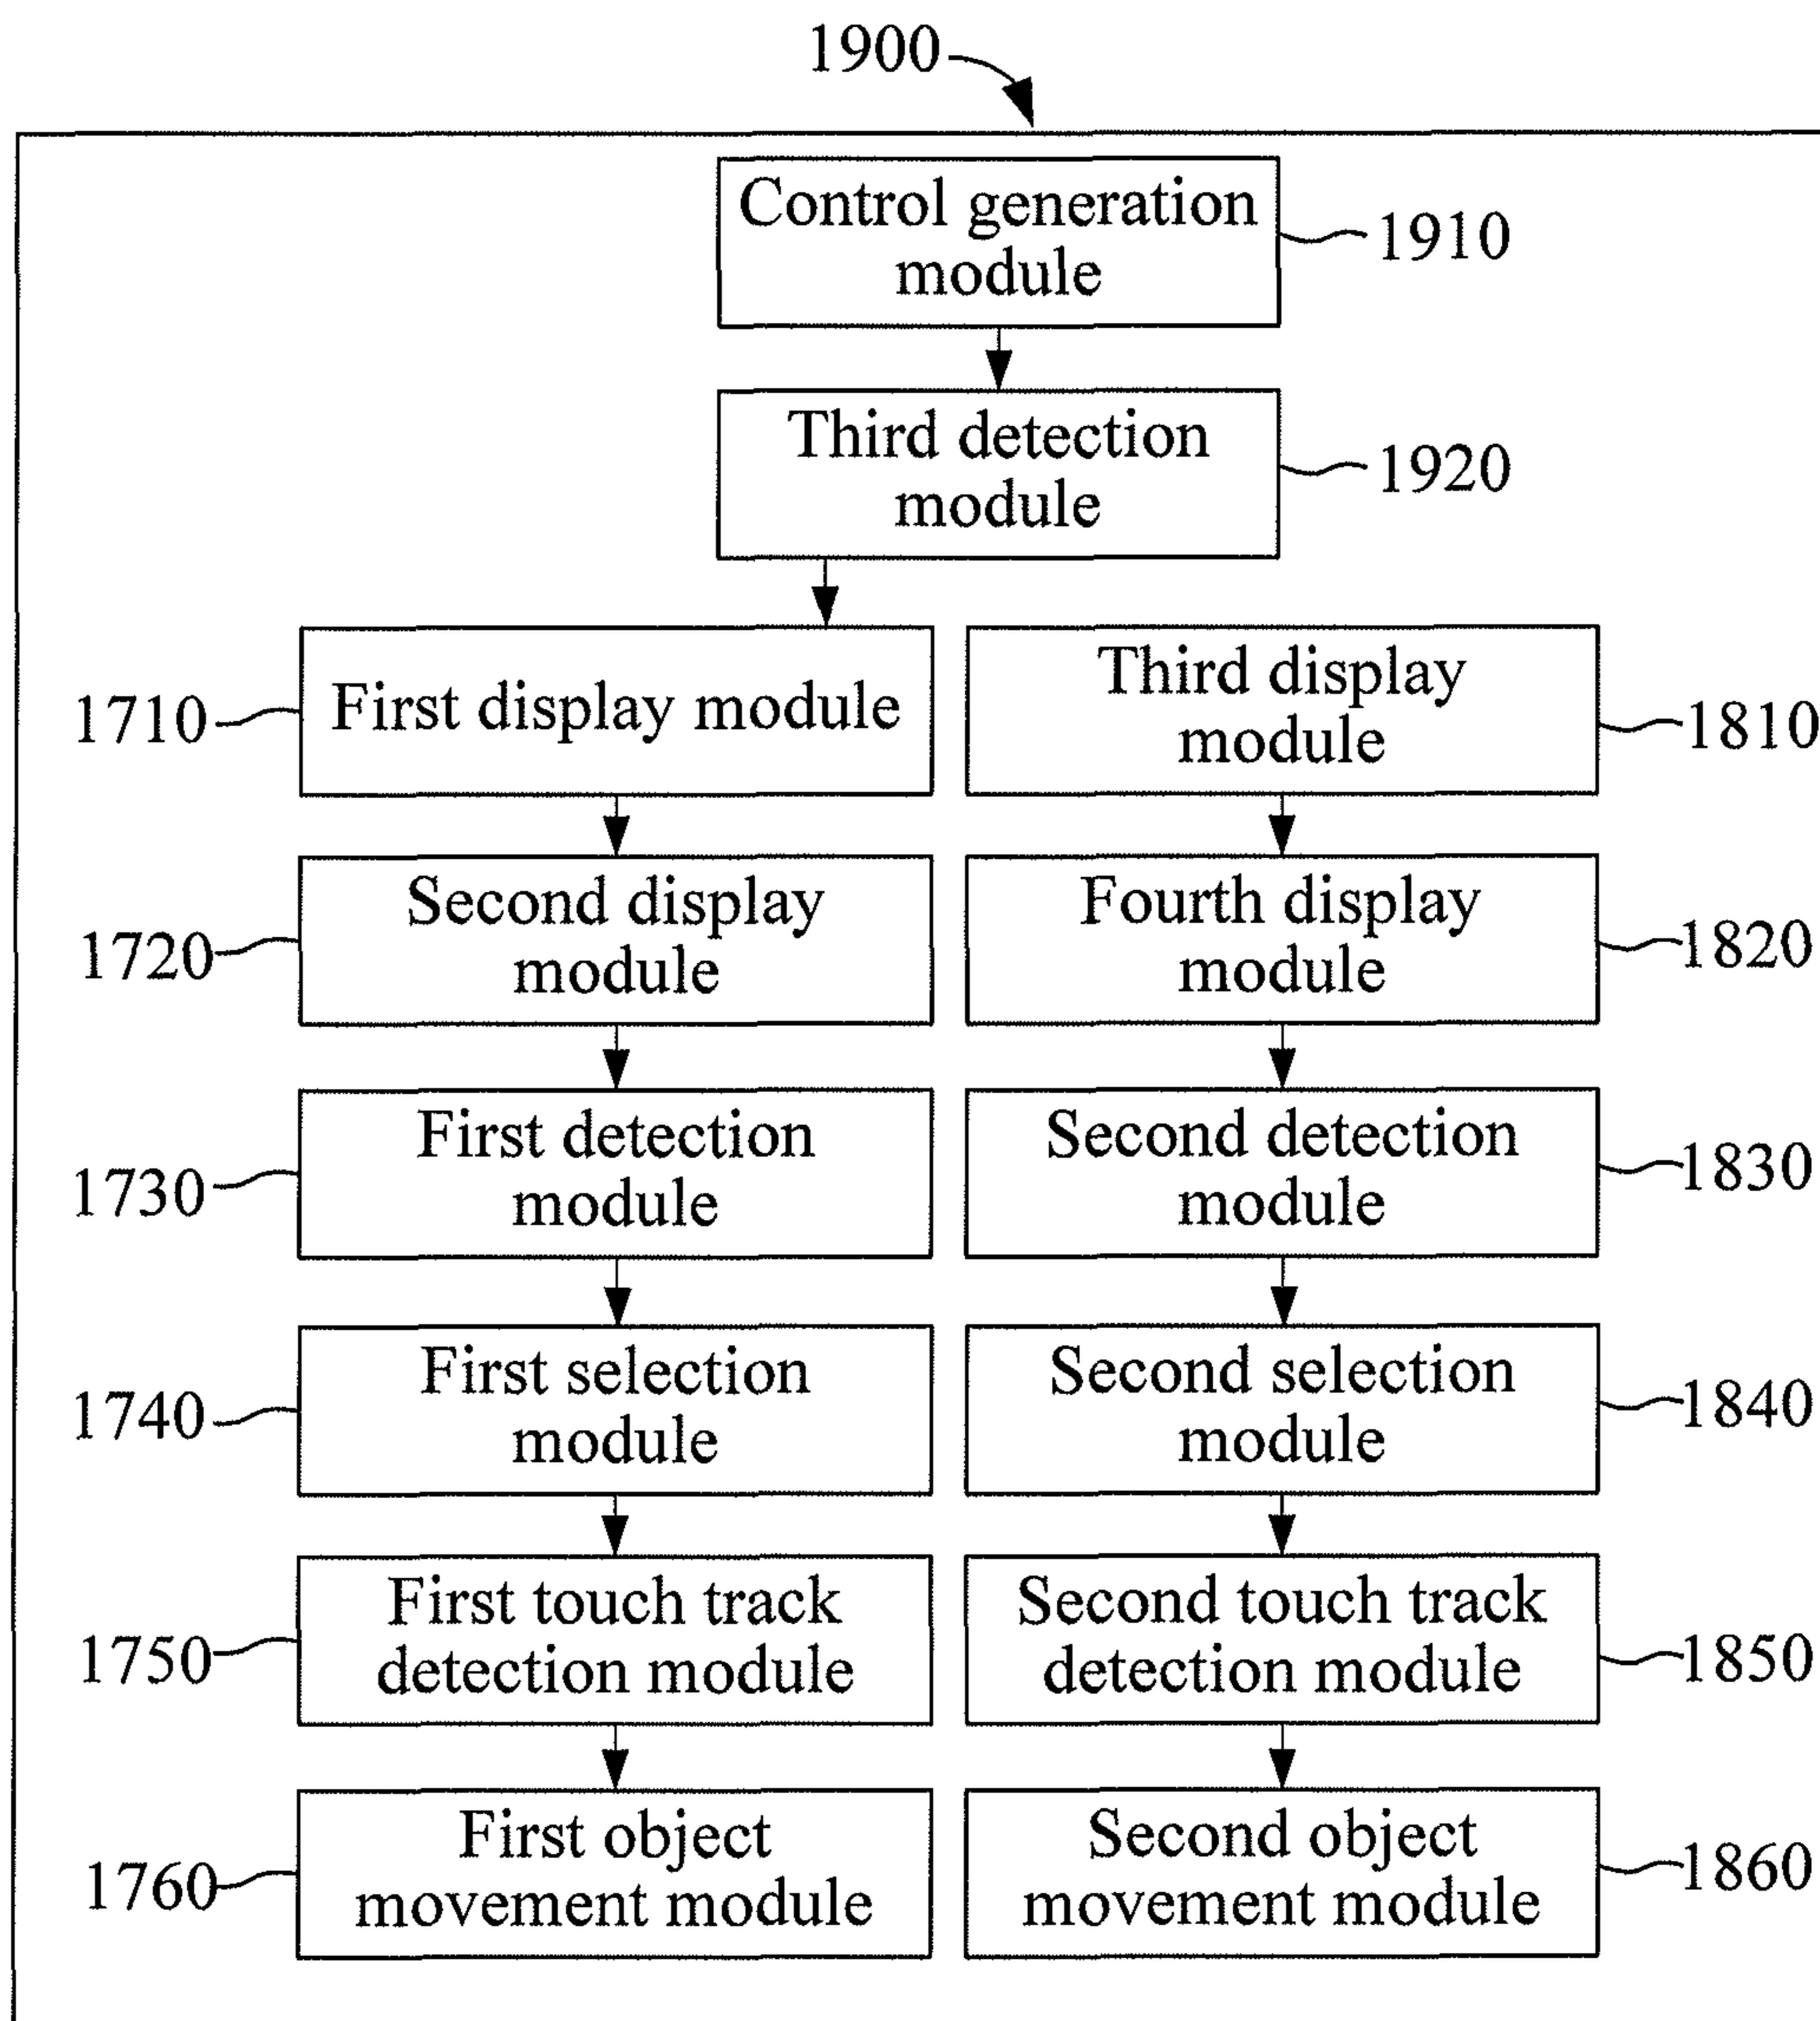 1900
Control generation
module
1910
Third detection
module
1920
1710
First display module
Third display
module
1810
1720
Second display
module
Fourth display
module
1820
1730
First detection
module
Second detection
module
1830
1740
First selection
module
Second selection
module
1840
1750
First touch track
detection module
Second touch track
detection module
1850
1760
First object
movement module
Second object
movement module
1860